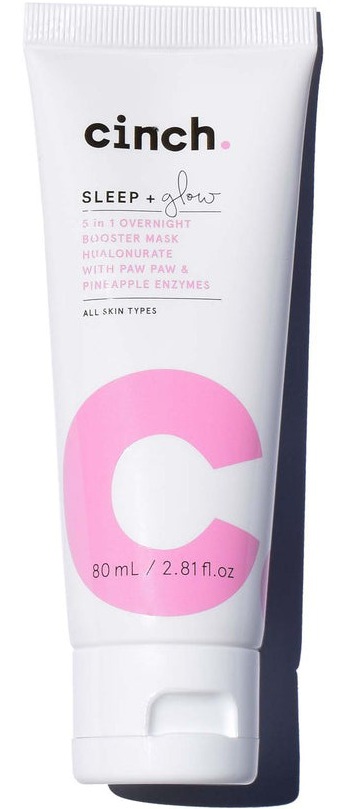 cinch.
SLEEP + glow
5 in 1 OVERNIGHT
BOOSTER MASK
HUALONURATE
WITH PAW PAW &
PINEAPPLE ENZYMES
ALL SKIN TYPES
C
80 mL / 2.81 fl.oz